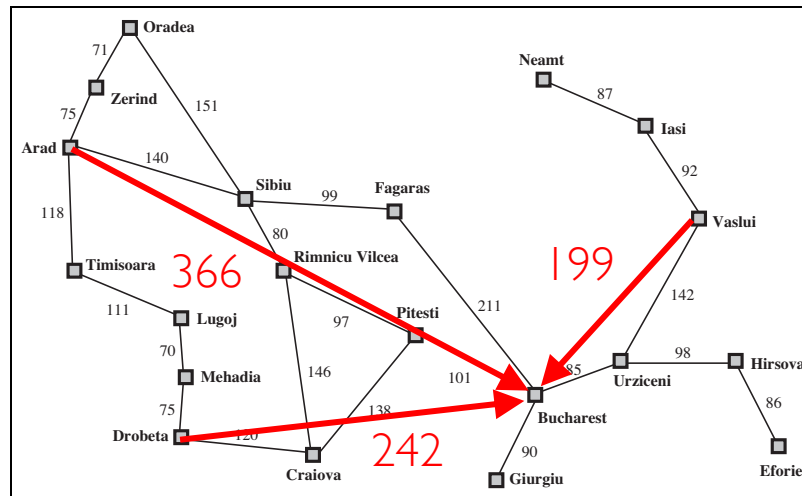 Oradea
71
Neamt
Zerind
87
151
75
Iasi
Arad
140
92
Sibiu
Fagaras
99
118
Vaslui
80
Rimnicu Vilcea
199
Timisoara
366
142
111
211
Lugoj
97
Pitesti
70
98
Hirsova
146
101
85
Mehadia
Urziceni
86
75
138
Bucharest
Drobeta
120
242
90
Eforie
Craiova
Giurgiu